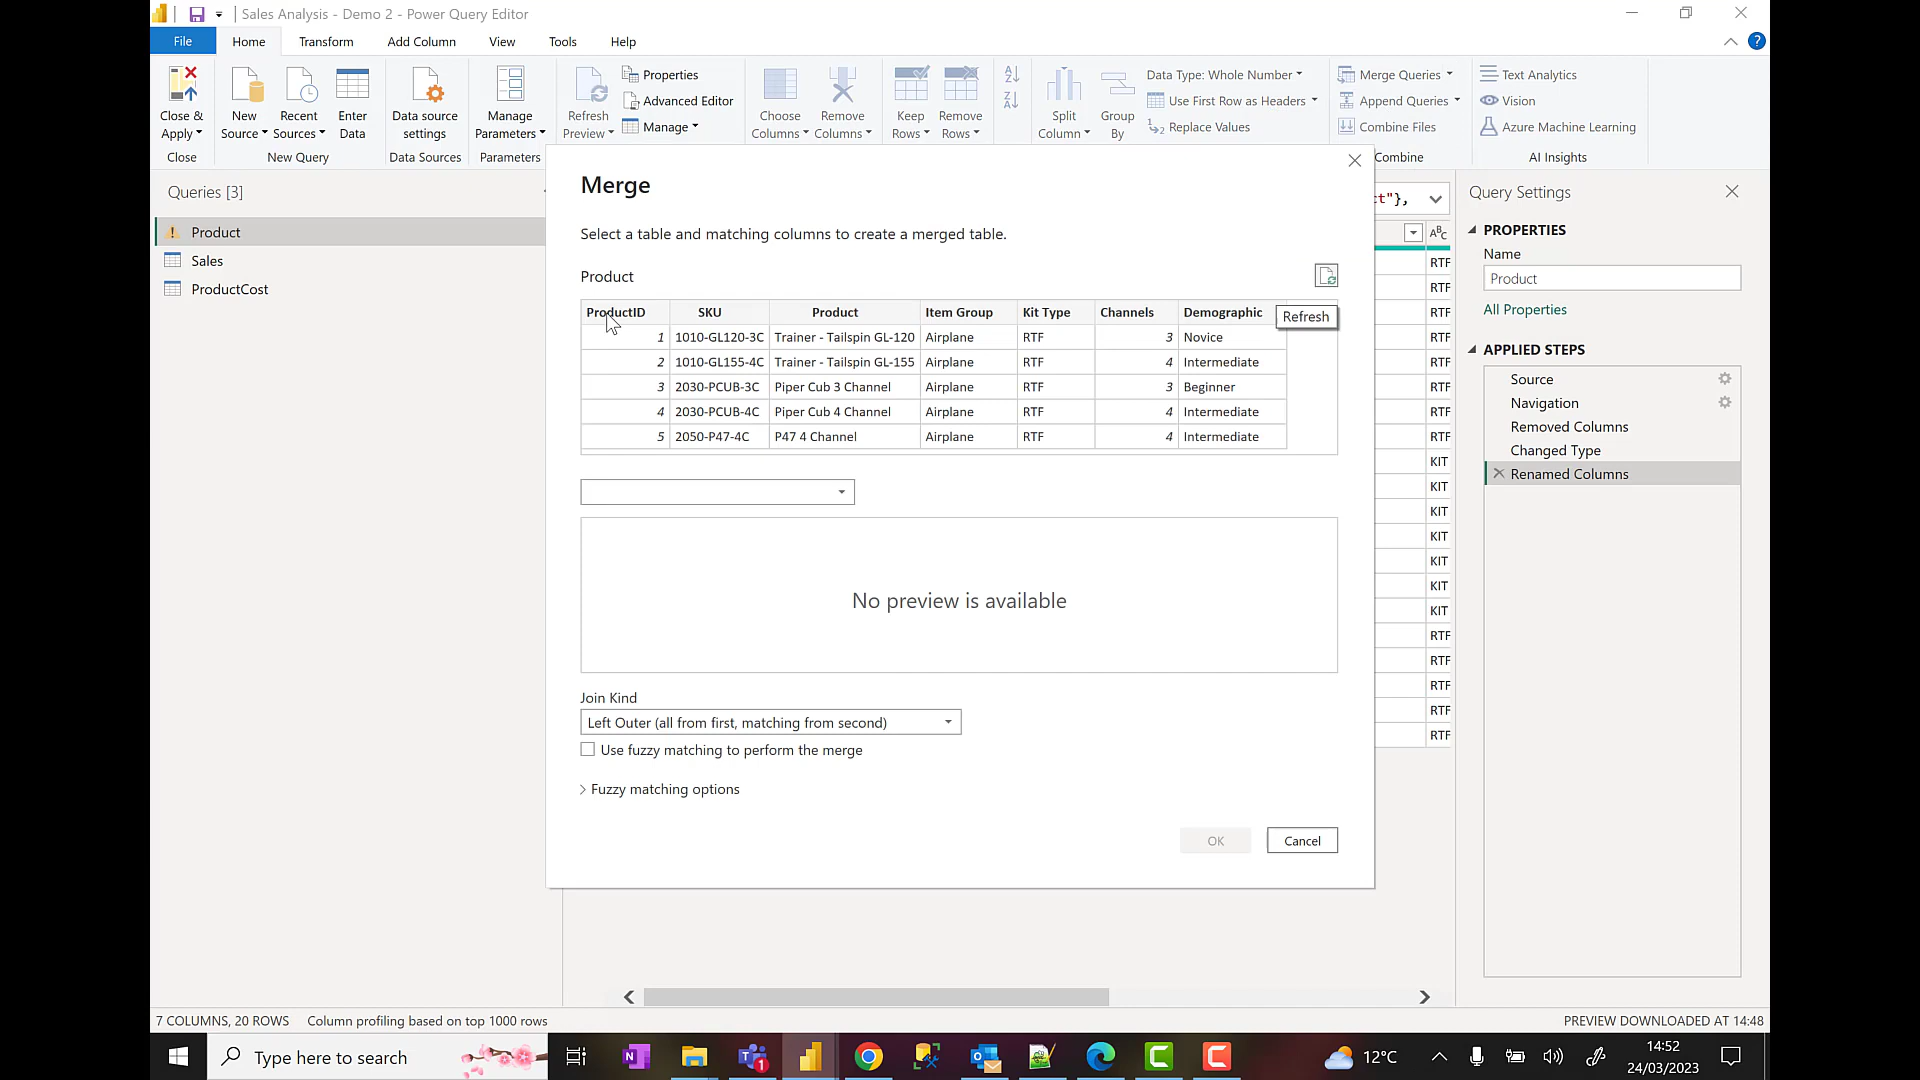 Sales Analysis - Demo 2 - Power Query Editor
File Home Transform Add Column View Tools Help
Close & Apply
New Source
Recent Sources
Enter Data
Data source settings
Manage Parameters
Refresh Preview
Properties
Advanced Editor
Manage
Choose Columns
Remove Columns
Keep Rows
Remove Rows
Split Column
Group By
Data Type: Whole Number
Use First Row as Headers
Replace Values
Merge Queries
Append Queries
Combine Files
Text Analytics
Vision
Azure Machine Learning
Close New Query Data Sources Parameters Combine AI Insights
Queries [3]
Product
Sales
ProductCost
Merge
Select a table and matching columns to create a merged table.
Product
ProductID SKU Product Item Group Kit Type Channels Demographic
Refresh
1 1010-GL120-3C Trainer - Tailspin GL-120 Airplane RTF 3 Novice
2 1010-GL155-4C Trainer - Tailspin GL-155 Airplane RTF 4 Intermediate
3 2030-PCUB-3C Piper Cub 3 Channel Airplane RTF 3 Beginner
4 2030-PCUB-4C Piper Cub 4 Channel Airplane RTF 4 Intermediate
5 2050-P47-4C P47 4 Channel Airplane RTF 4 Intermediate
No preview is available
Join Kind
Left Outer (all from first, matching from second)
Use fuzzy matching to perform the merge
Fuzzy matching options
OK Cancel
ct"},
ABC
RTF
RTF
RTF
RTF
RTF
RTF
RTF
RTF
KIT
KIT
KIT
KIT
KIT
KIT
KIT
RTF
RTF
RTF
RTF
RTF
Query Settings
PROPERTIES
Name
Product
All Properties
APPLIED STEPS
Source
Navigation
Removed Columns
Changed Type
Renamed Columns
7 COLUMNS, 20 ROWS Column profiling based on top 1000 rows
PREVIEW DOWNLOADED AT 14:48
Type here to search
12°C
14:52
24/03/2023